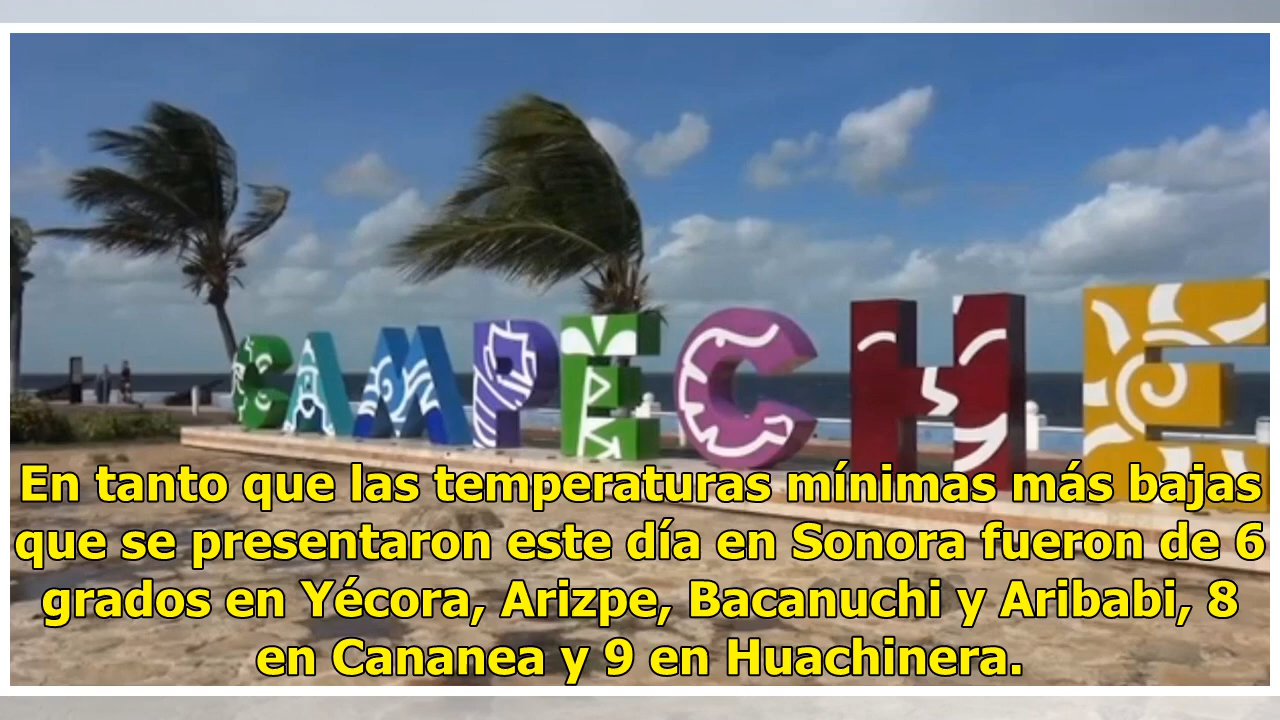 CAMPECHE
En tanto que las temperaturas mínimas más bajas
que se presentaron este día en Sonora fueron de 6
grados en Yécora, Arizpe, Bacanuchi y Aribabi, 8
en Cananea y 9 en Huachinera.